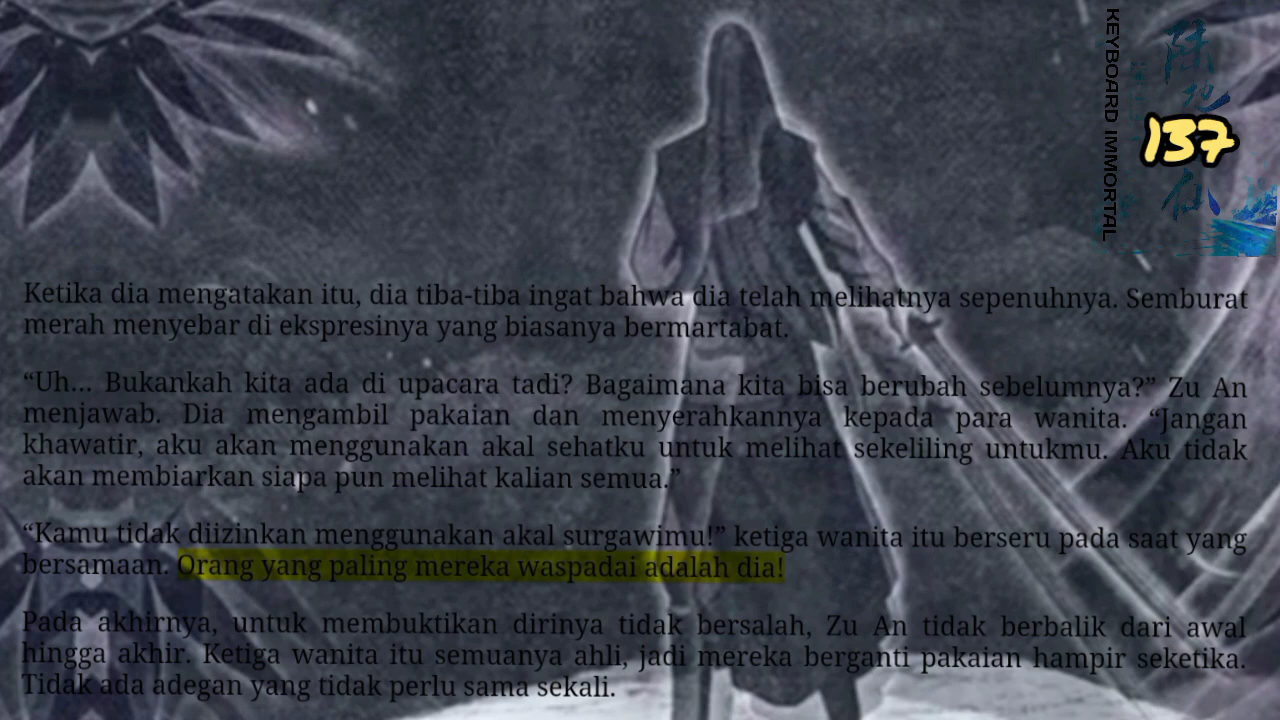 KEYBOARD IMMORTAL
陆地
137
仙
Ketika dia mengatakan itu, dia tiba-tiba ingat bahwa dia telah melihatnya sepenuhnya. Semburat
merah menyebar di ekspresinya yang biasanya bermartabat.
“Uh... Bukankah kita ada di upacara tadi? Bagaimana kita bisa berubah sebelumnya?” Zu An
menjawab. Dia mengambil pakaian dan menyerahkannya kepada para wanita. “Jangan
khawatir, aku akan menggunakan akal sehatku untuk melihat sekeliling untukmu. Aku tidak
akan membiarkan siapa pun melihat kalian semua.”
“Kamu tidak diizinkan menggunakan akal surgawimu!” ketiga wanita itu berseru pada saat yang
bersamaan. Orang yang paling mereka waspadai adalah dia!
Pada akhirnya, untuk membuktikan dirinya tidak bersalah, Zu An tidak berbalik dari awal
hingga akhir. Ketiga wanita itu semuanya ahli, jadi mereka berganti pakaian hampir seketika.
Tidak ada adegan yang tidak perlu sama sekali.